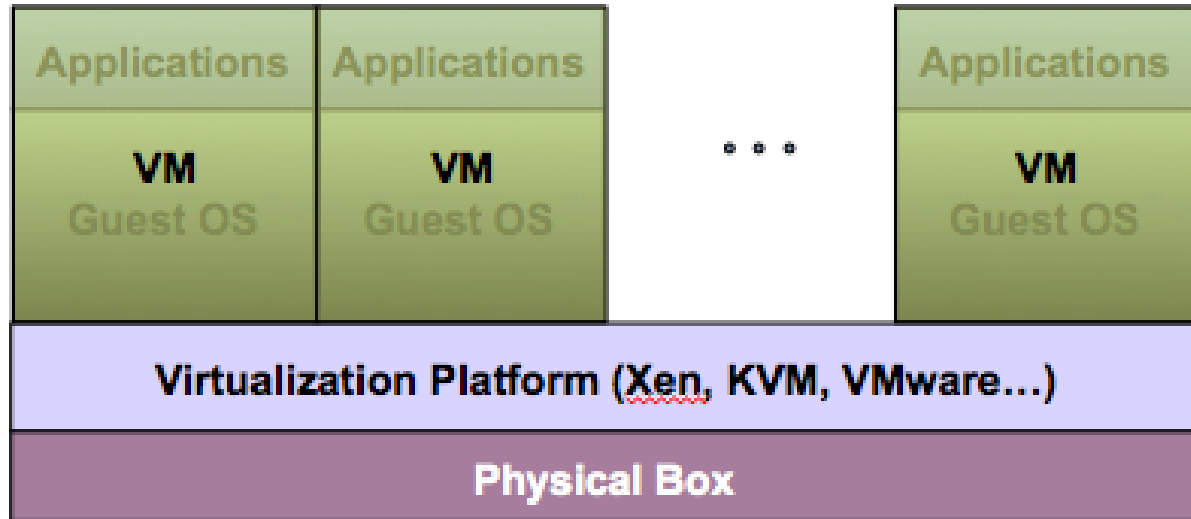 Applications
Applications
Applications
VM
Guest OS
VM
Guest OS
...
VM
Guest OS
Virtualization Platform (Xen, KVM, VMware...)
Physical Box